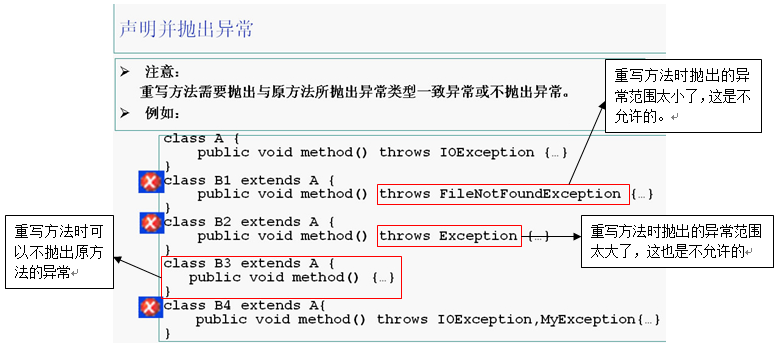 声明并抛出异常
➢ 注意：
重写方法需要抛出与原方法所抛出异常类型一致异常或不抛出异常。
➢ 例如：
class A {
public void method() throws IOException {…}
}
class B1 extends A {
public void method() throws FileNotFoundException {…}
}
class B2 extends A {
public void method() throws Exception {…}
}
class B3 extends A {
public void method() {…}
}
class B4 extends A{
public void method() throws IOException,MyException{…}
}
重写方法时抛出的异
常范围太小了，这是不
允许的。
重写方法时抛出的异常范围
太大了，这也是不允许的
重写方法时可
以不抛出原方
法的异常